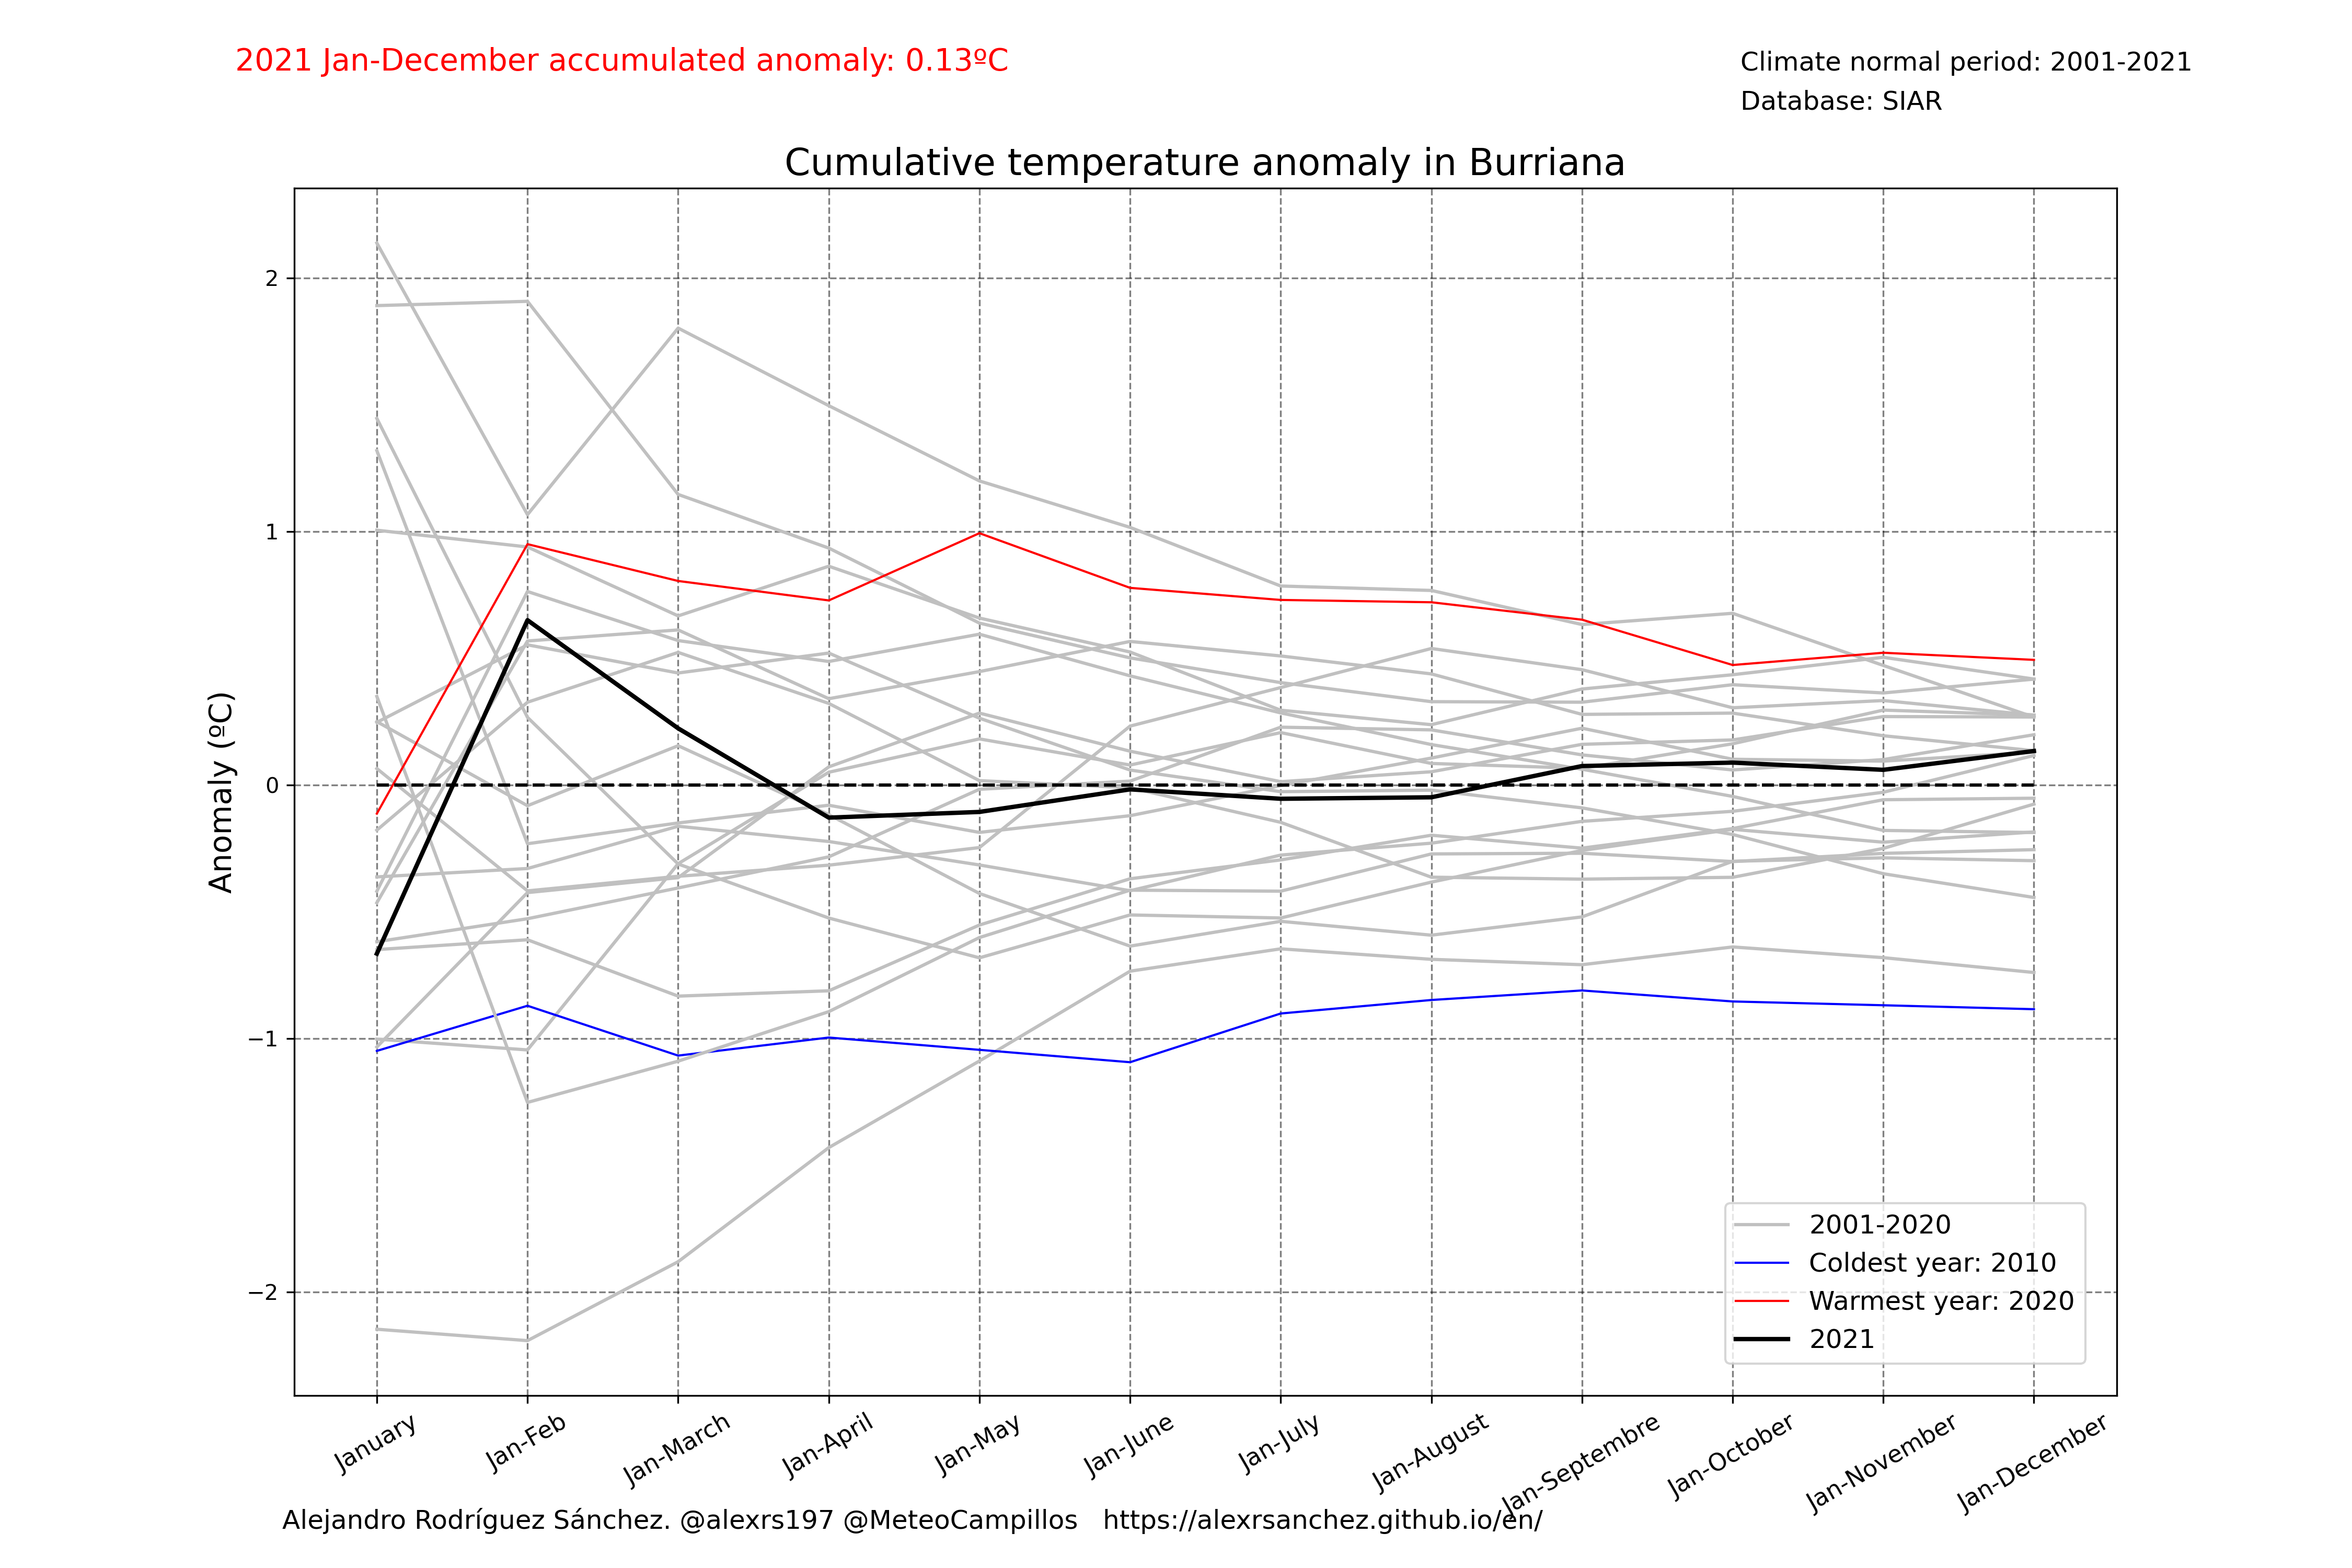 2021 Jan-December accumulated anomaly: 0.13ºC
Climate normal period: 2001-2021
Database: SIAR
Cumulative temperature anomaly in Burriana
Anomaly (ºC)
2
1
0
−1
−2
2001-2020
Coldest year: 2010
Warmest year: 2020
2021
January
Jan-Feb
Jan-March
Jan-April
Jan-May
Jan-June
Jan-July
Jan-August
Jan-Septembre
Jan-October
Jan-November
Jan-December
Alejandro Rodríguez Sánchez. @alexrs197 @MeteoCampillos https://alexrsanchez.github.io/en/